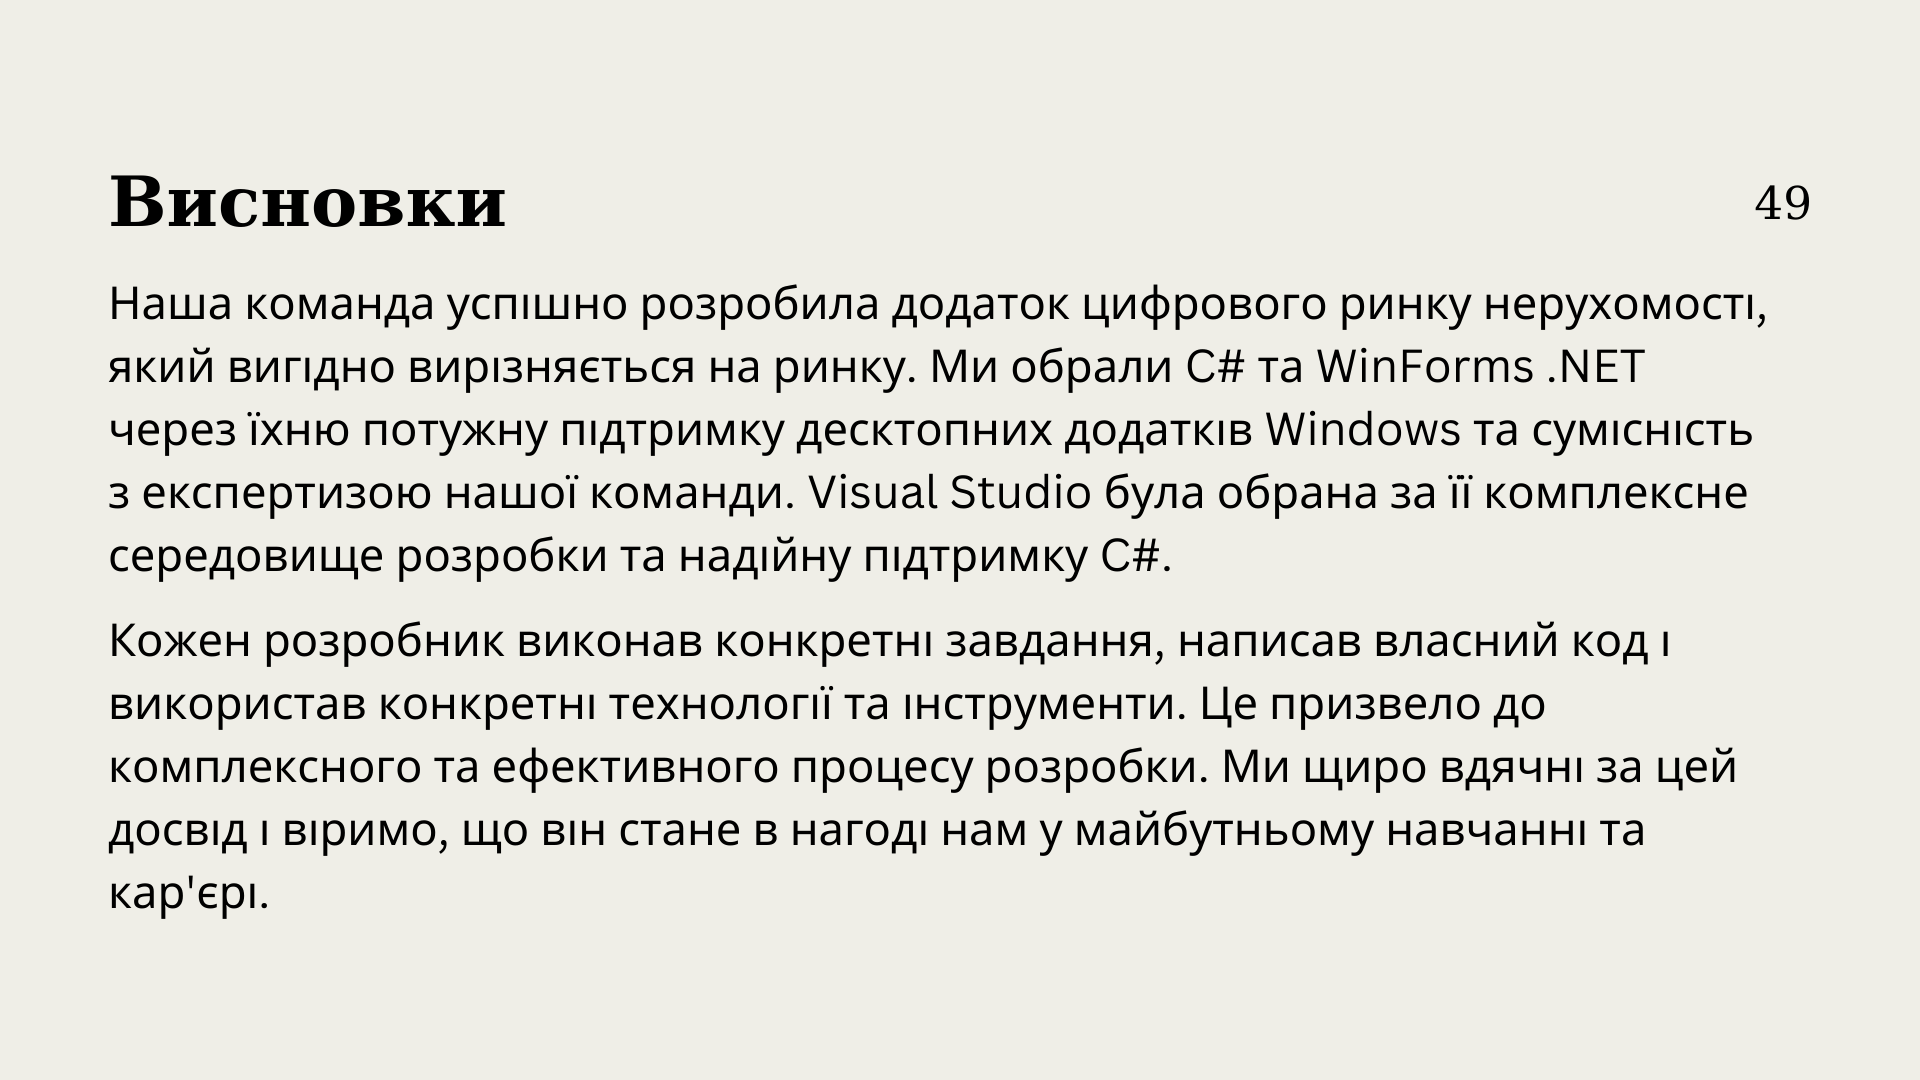 Висновки
49
Наша команда успішно розробила додаток цифрового ринку нерухомості,
який вигідно вирізняється на ринку. Ми обрали C# та WinForms .NET
через їхню потужну підтримку десктопних додатків Windows та сумісність
з експертизою нашої команди. Visual Studio була обрана за її комплексне
середовище розробки та надійну підтримку C#.
Кожен розробник виконав конкретні завдання, написав власний код і
використав конкретні технології та інструменти. Це призвело до
комплексного та ефективного процесу розробки. Ми щиро вдячні за цей
досвід і віримо, що він стане в нагоді нам у майбутньому навчанні та
кар'єрі.